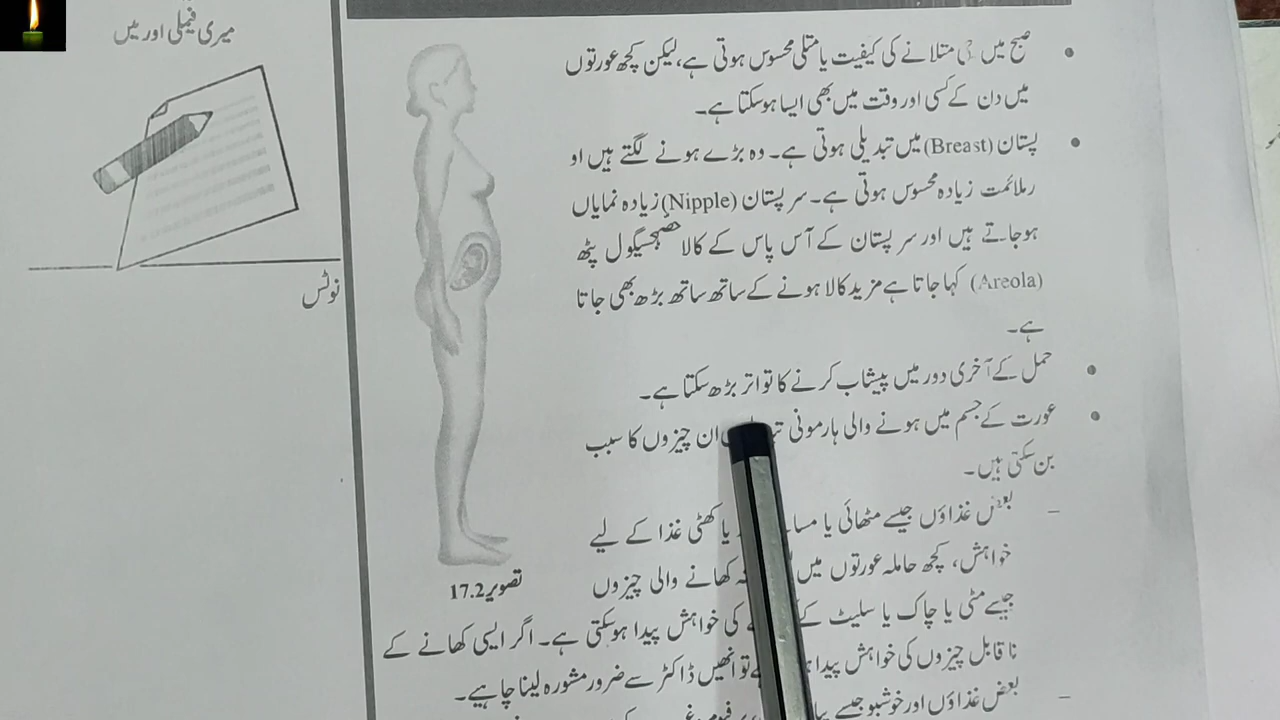 میری فیملی اور میں
نوٹس
صبح میں جی متلانے کی کیفیت یا متلی محسوس ہوتی ہے، لیکن کچھ عورتوں
میں دن کے کسی اور وقت میں بھی ایسا ہوسکتا ہے۔
پستان (Breast) میں تبدیلی ہوتی ہے۔ وہ بڑے ہونے لگتے ہیں او
رملائمت زیادہ محسوس ہوتی ہے۔ سر پستان (Nipple) زیادہ نمایاں
ہوجاتے ہیں اور سر پستان کے آس پاس کے کالا گول پٹھ
(Areola) کہا جاتا ہے مزید کالا ہونے کے ساتھ ساتھ بڑھ بھی جاتا
ہے۔
حمل کے آخری دور میں پیشاب کرنے کا تواتر بڑھ سکتا ہے۔
عورت کے جسم میں ہونے والی ہارمونی ان چیزوں کا سبب
بن سکتی ہیں۔
– بعض غذاؤں جیسے مٹھائی یا یا کھٹی غذا کے لیے
خواہش، کچھ حاملہ عورتوں میں کھانے والی چیزوں
جیسے مٹی یا چاک یا سلیٹ کی خواہش پیدا ہوسکتی ہے۔ اگر ایسی کھانے کے
نا قابل چیزوں کی خواہش پیدا تو انھیں ڈاکٹر سے ضرور مشورہ لینا چاہیے۔
– بعض غذاؤں اور خوشبو جیسے
تصویر 17.2